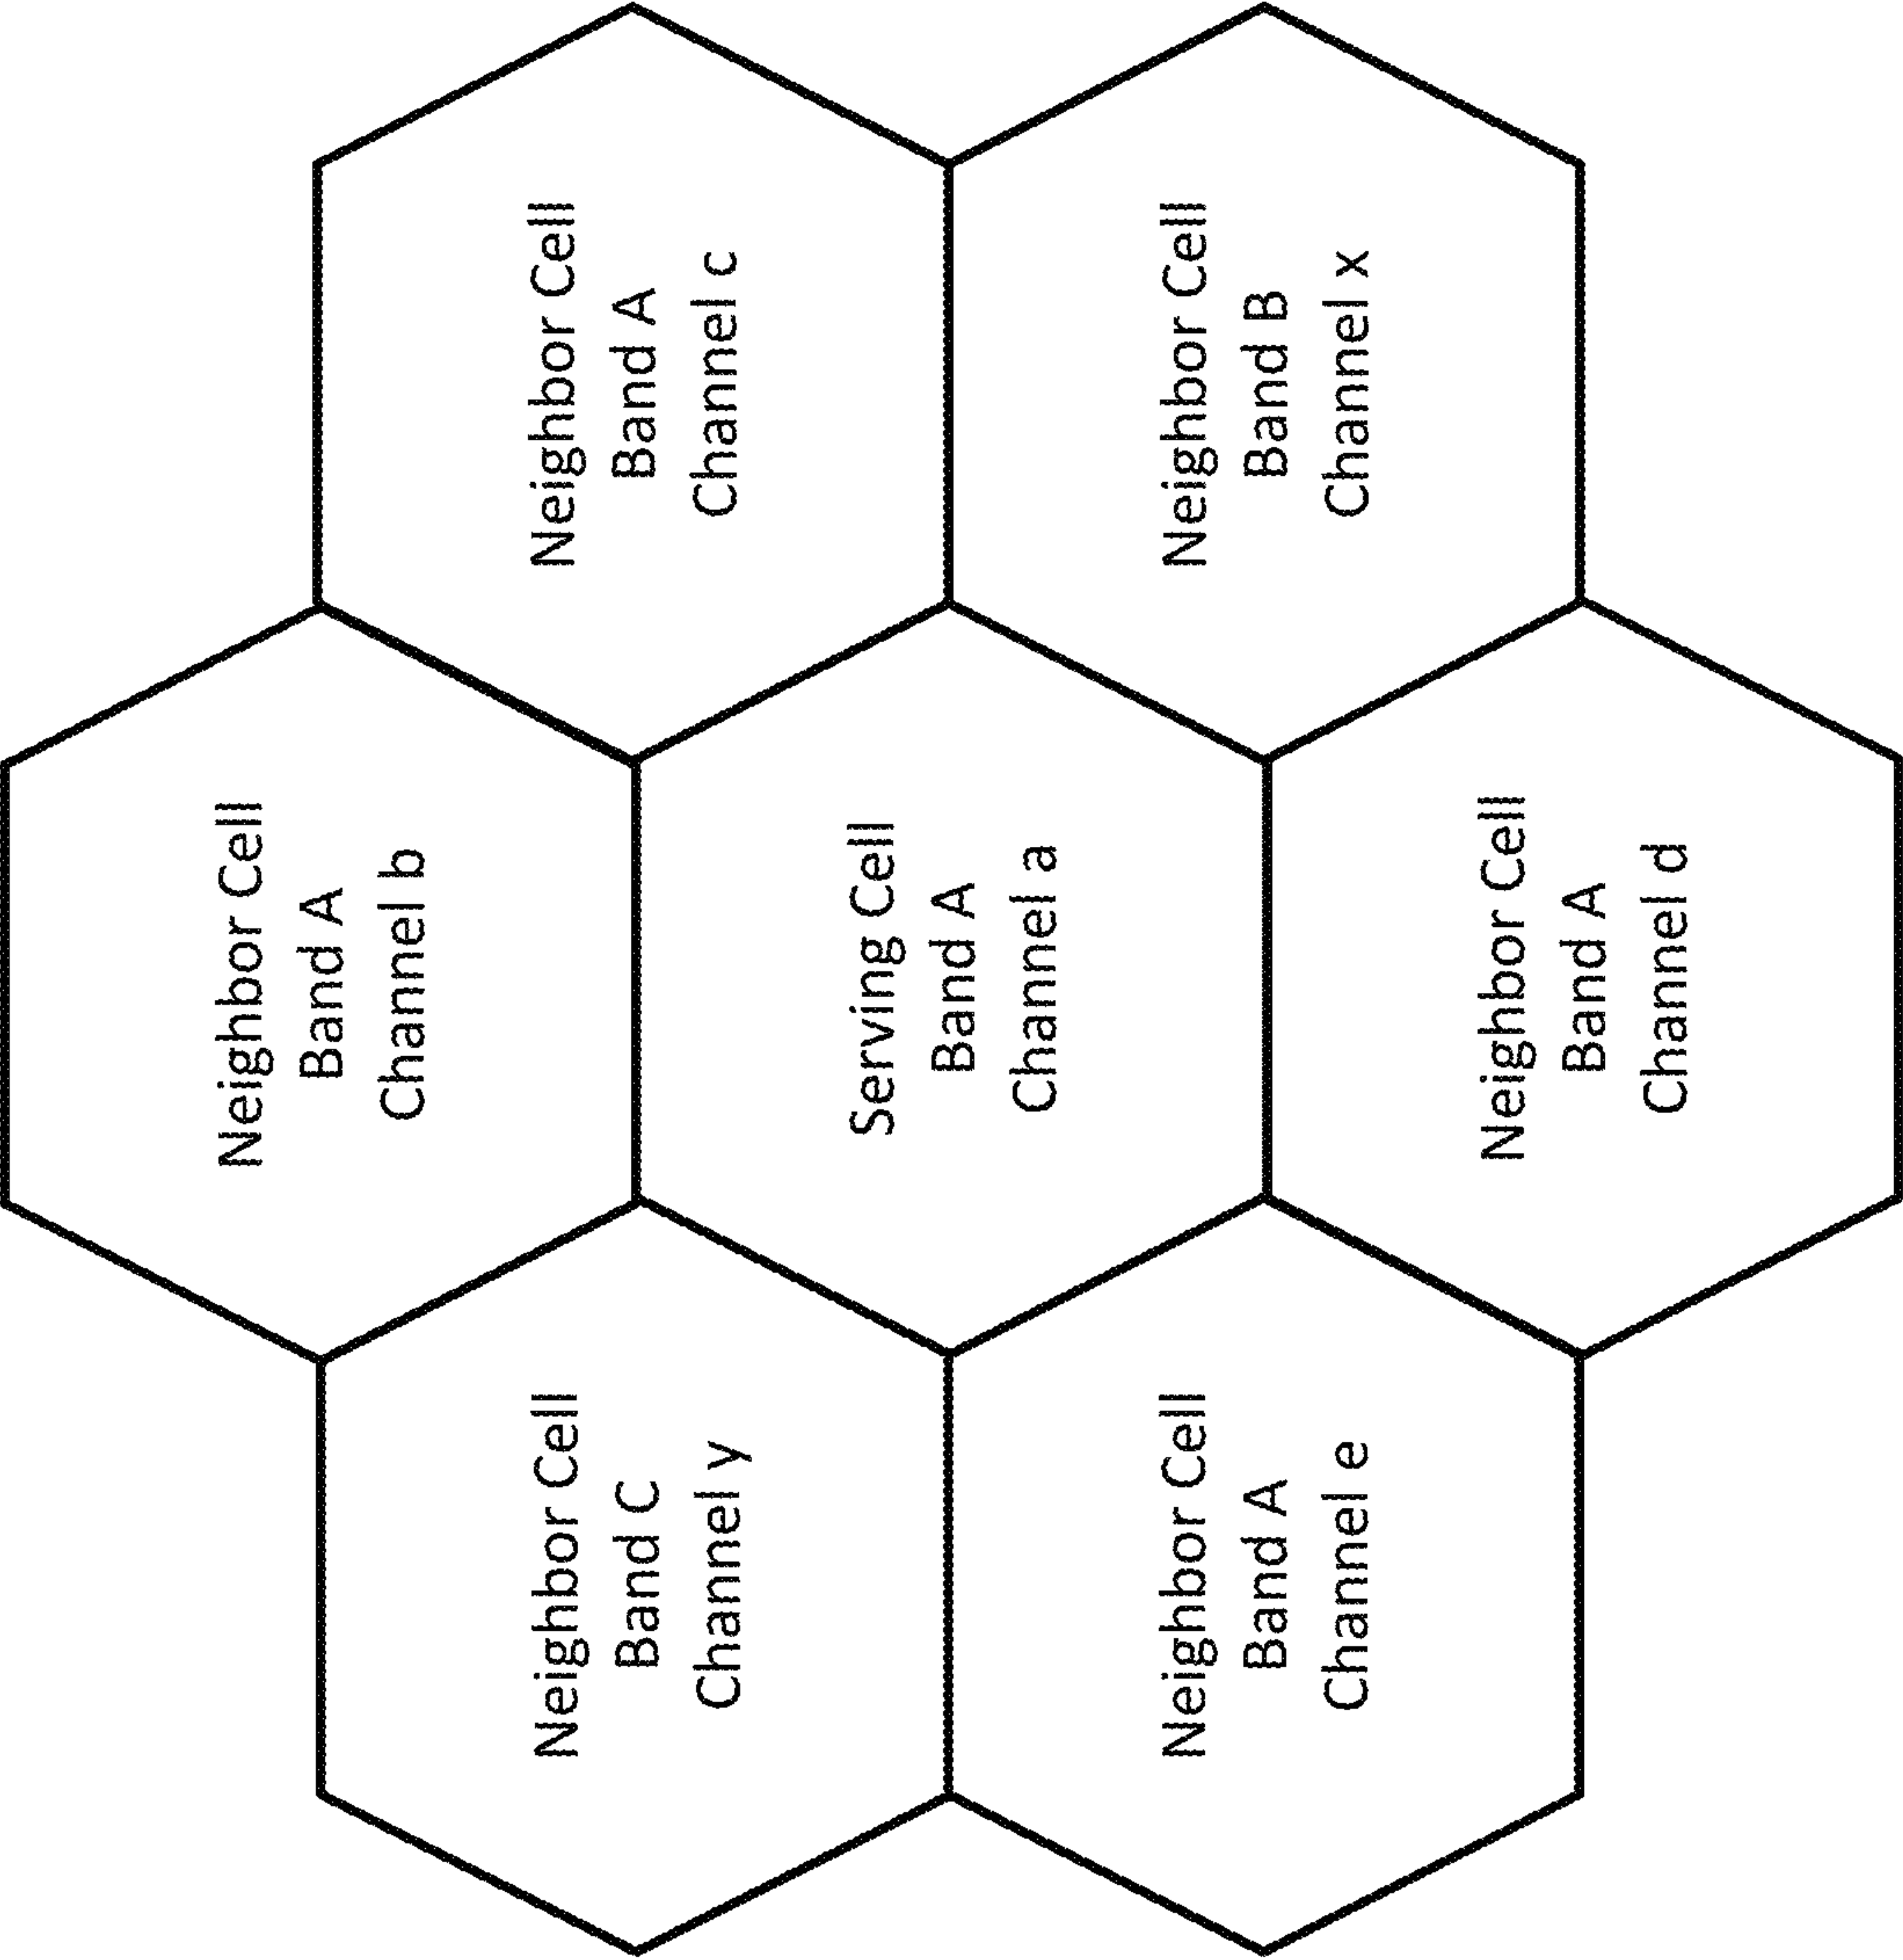 Neighbor Cell
Band A
Channel b
Neighbor Cell
Band C
Channel y
Neighbor Cell
Band A
Channel c
Serving Cell
Band A
Channel a
Neighbor Cell
Band A
Channel e
Neighbor Cell
Band B
Channel x
Neighbor Cell
Band A
Channel d